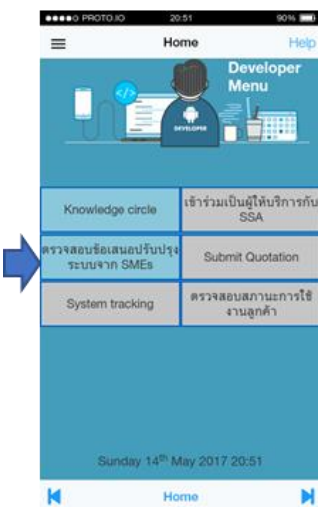 PROTO.IO 20:51 90%
Home Help
Developer
Menu
</>
DEVELOPER
Knowledge circle
เข้าร่วมเป็นผู้ให้บริการกับ
SSA
ตรวจสอบข้อเสนอปรับปรุง
ระบบจาก SMEs
Submit Quotation
System tracking
ตรวจสอบสถานะการใช้
งานลูกค้า
Sunday 14th May 2017 20:51
Home